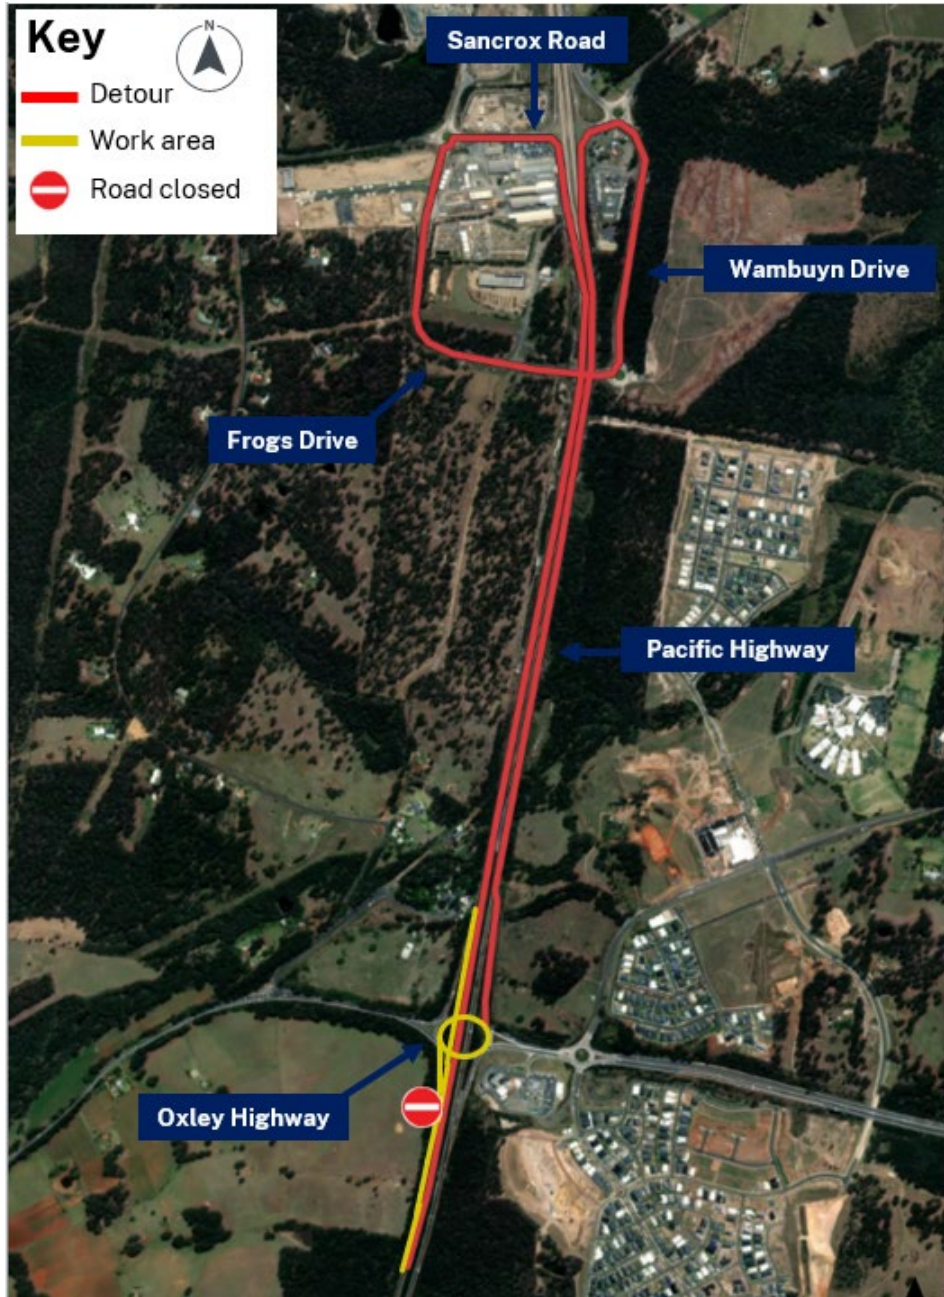 Key
N
Detour
Work area
Road closed
Sancrox Road
Wambuyn Drive
Frogs Drive
Pacific Highway
Oxley Highway